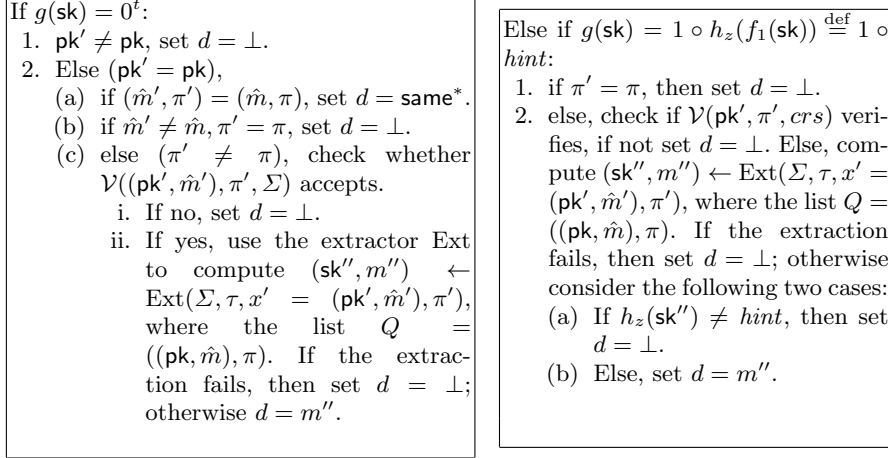 If g(sk) = 0^t:
1. pk′ ≠ pk, set d = ⊥.
2. Else (pk′ = pk),
(a) if (m̂′, π′) = (m̂, π), set d = same*.
(b) if m̂′ ≠ m̂, π′ = π, set d = ⊥.
(c) else (π′ ≠ π), check whether
𝒱((pk′, m̂′), π′, Σ) accepts.
i. If no, set d = ⊥.
ii. If yes, use the extractor Ext
to compute (sk″, m″) ←
Ext(Σ, τ, x′ = (pk′, m̂′), π′),
where the list Q =
((pk, m̂), π). If the extrac-
tion fails, then set d = ⊥;
otherwise d = m″.
Else if g(sk) = 1 ∘ h_z(f_1(sk)) def= 1 ∘
hint:
1. if π′ = π, then set d = ⊥.
2. else, check if 𝒱(pk′, π′, crs) veri-
fies, if not set d = ⊥. Else, com-
pute (sk″, m″) ← Ext(Σ, τ, x′ =
(pk′, m̂′), π′), where the list Q =
((pk, m̂), π). If the extraction
fails, then set d = ⊥; otherwise
consider the following two cases:
(a) If h_z(sk″) ≠ hint, then set
d = ⊥.
(b) Else, set d = m″.